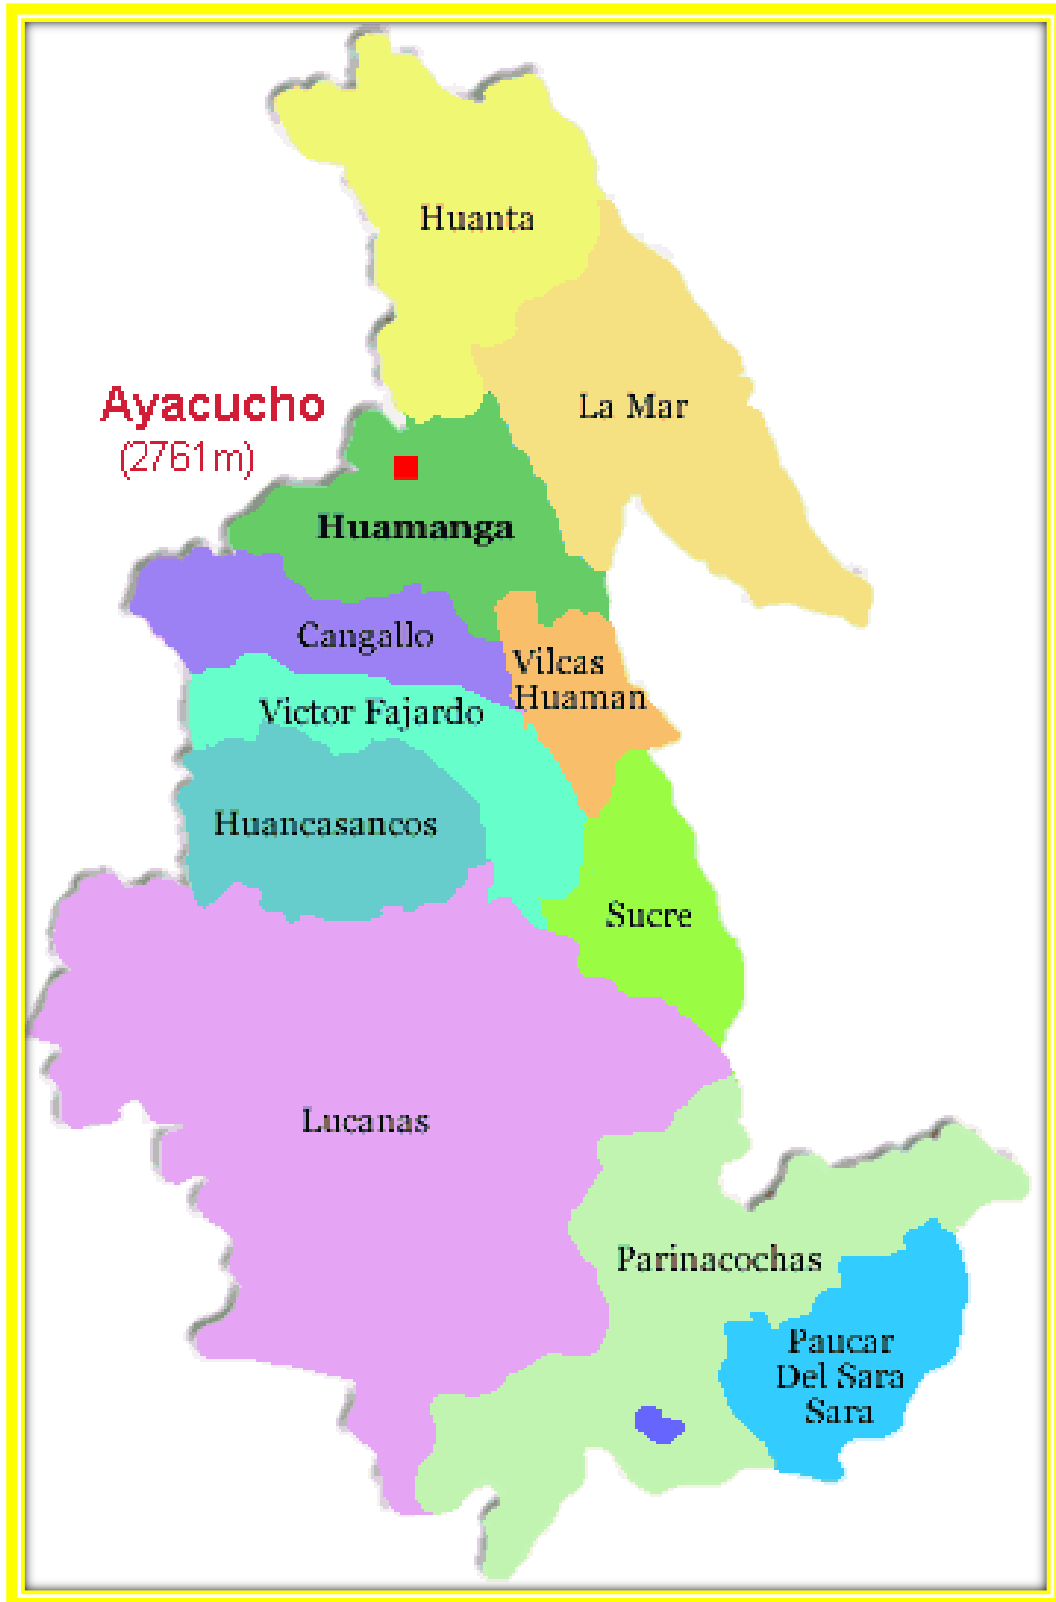 Huanta
La Mar
Ayacucho
(2761m)
Huamanga
Cangallo
Vilcas
Huaman
Victor Fajardo
Huancasancos
Sucre
Lucanas
Parinacochas
Paucar
Del Sara
Sara